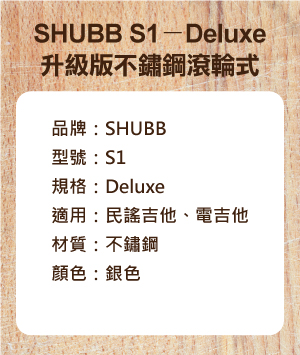 SHUBB S1－Deluxe
升級版不鏽鋼滾輪式
品牌：SHUBB
型號：S1
規格：Deluxe
適用：民謠吉他、電吉他
材質：不鏽鋼
顏色：銀色